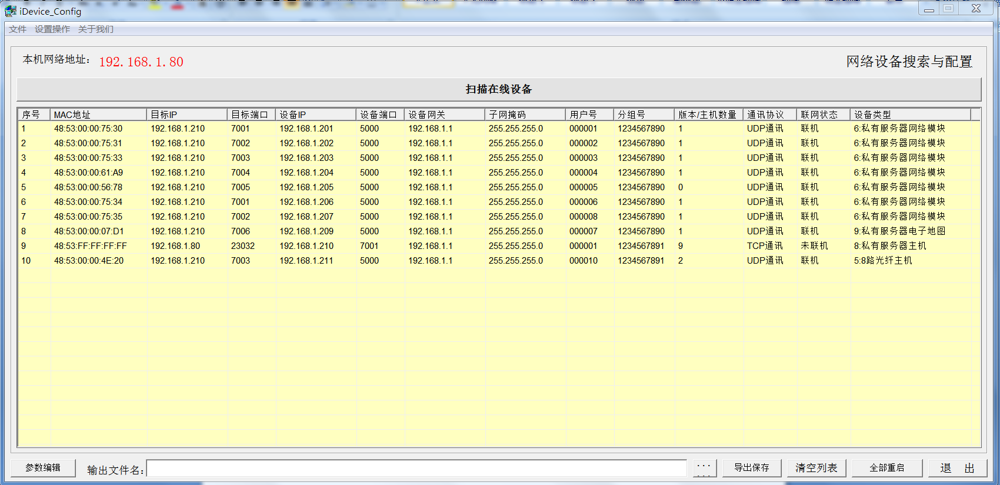 iDevice_Config
文件 设置操作 关于我们
本机网络地址: 192.168.1.80 网络设备搜索与配置
扫描在线设备
序号 MAC地址 目标IP 目标端口 设备IP 设备端口 设备网关 子网掩码 用户号 分组号 版本/主机数量 通讯协议 联网状态 设备类型
1 48:53:00:00:75:30 192.168.1.210 7001 192.168.1.201 5000 192.168.1.1 255.255.255.0 000001 1234567890 1 UDP通讯 联机 6:私有服务器网络模块
2 48:53:00:00:75:31 192.168.1.210 7002 192.168.1.202 5000 192.168.1.1 255.255.255.0 000002 1234567890 1 UDP通讯 联机 6:私有服务器网络模块
3 48:53:00:00:75:33 192.168.1.210 7003 192.168.1.203 5000 192.168.1.1 255.255.255.0 000003 1234567890 1 UDP通讯 联机 6:私有服务器网络模块
4 48:53:00:00:61:A9 192.168.1.210 7004 192.168.1.204 5000 192.168.1.1 255.255.255.0 000004 1234567890 1 UDP通讯 联机 6:私有服务器网络模块
5 48:53:00:00:56:78 192.168.1.210 7005 192.168.1.205 5000 192.168.1.1 255.255.255.0 000005 1234567890 0 UDP通讯 联机 6:私有服务器网络模块
6 48:53:00:00:75:34 192.168.1.210 7001 192.168.1.206 5000 192.168.1.1 255.255.255.0 000006 1234567890 1 UDP通讯 联机 6:私有服务器网络模块
7 48:53:00:00:75:35 192.168.1.210 7002 192.168.1.207 5000 192.168.1.1 255.255.255.0 000008 1234567890 1 UDP通讯 联机 6:私有服务器网络模块
8 48:53:00:00:07:D1 192.168.1.210 7006 192.168.1.209 5000 192.168.1.1 255.255.255.0 000007 1234567890 1 UDP通讯 联机 9:私有服务器电子地图
9 48:53:FF:FF:FF:FF 192.168.1.80 23032 192.168.1.210 7001 192.168.1.1 255.255.255.0 000001 1234567891 9 TCP通讯 未联机 8:私有服务器主机
10 48:53:00:00:4E:20 192.168.1.210 7003 192.168.1.211 5000 192.168.1.1 255.255.255.0 000010 1234567891 2 UDP通讯 联机 5:8路光纤主机
参数编辑 输出文件名: ... 导出保存 清空列表 全部重启 退 出